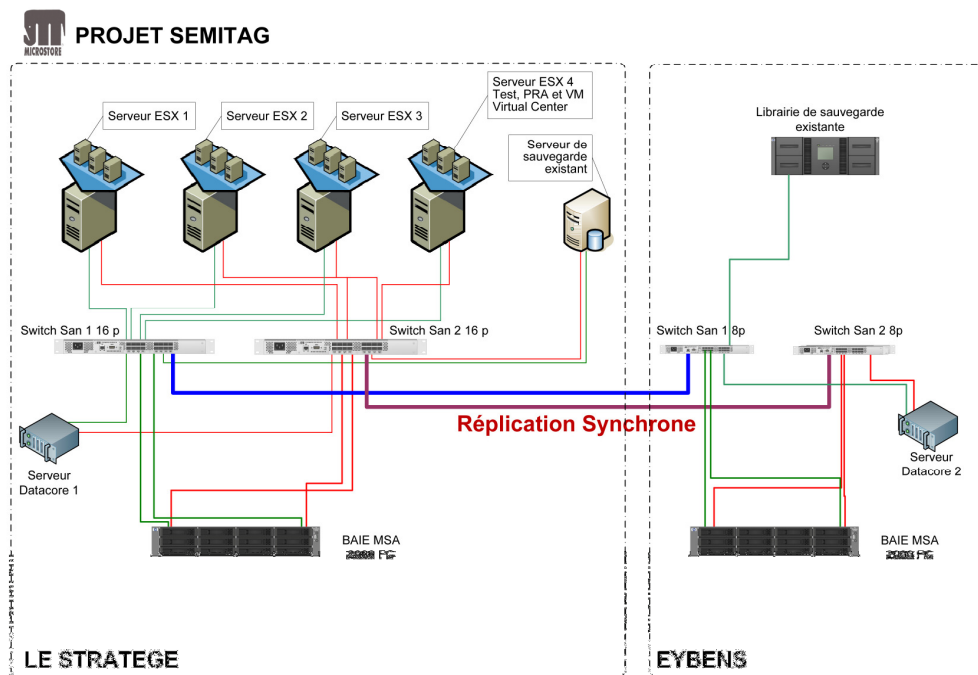 MICROSTORE
PROJET SEMITAG
Serveur ESX 1
Serveur ESX 2
Serveur ESX 3
Serveur ESX 4
Test, PRA et VM
Virtual Center
Serveur de
sauvegarde
existant
Librairie de sauvegarde
existante
Switch San 1 16 p
Switch San 2 16 p
Switch San 1 8p
Switch San 2 8p
Réplication Synchrone
Serveur
Datacore 1
Serveur
Datacore 2
BAIE MSA
BAIE MSA
LE STRATEGE
EYBENS